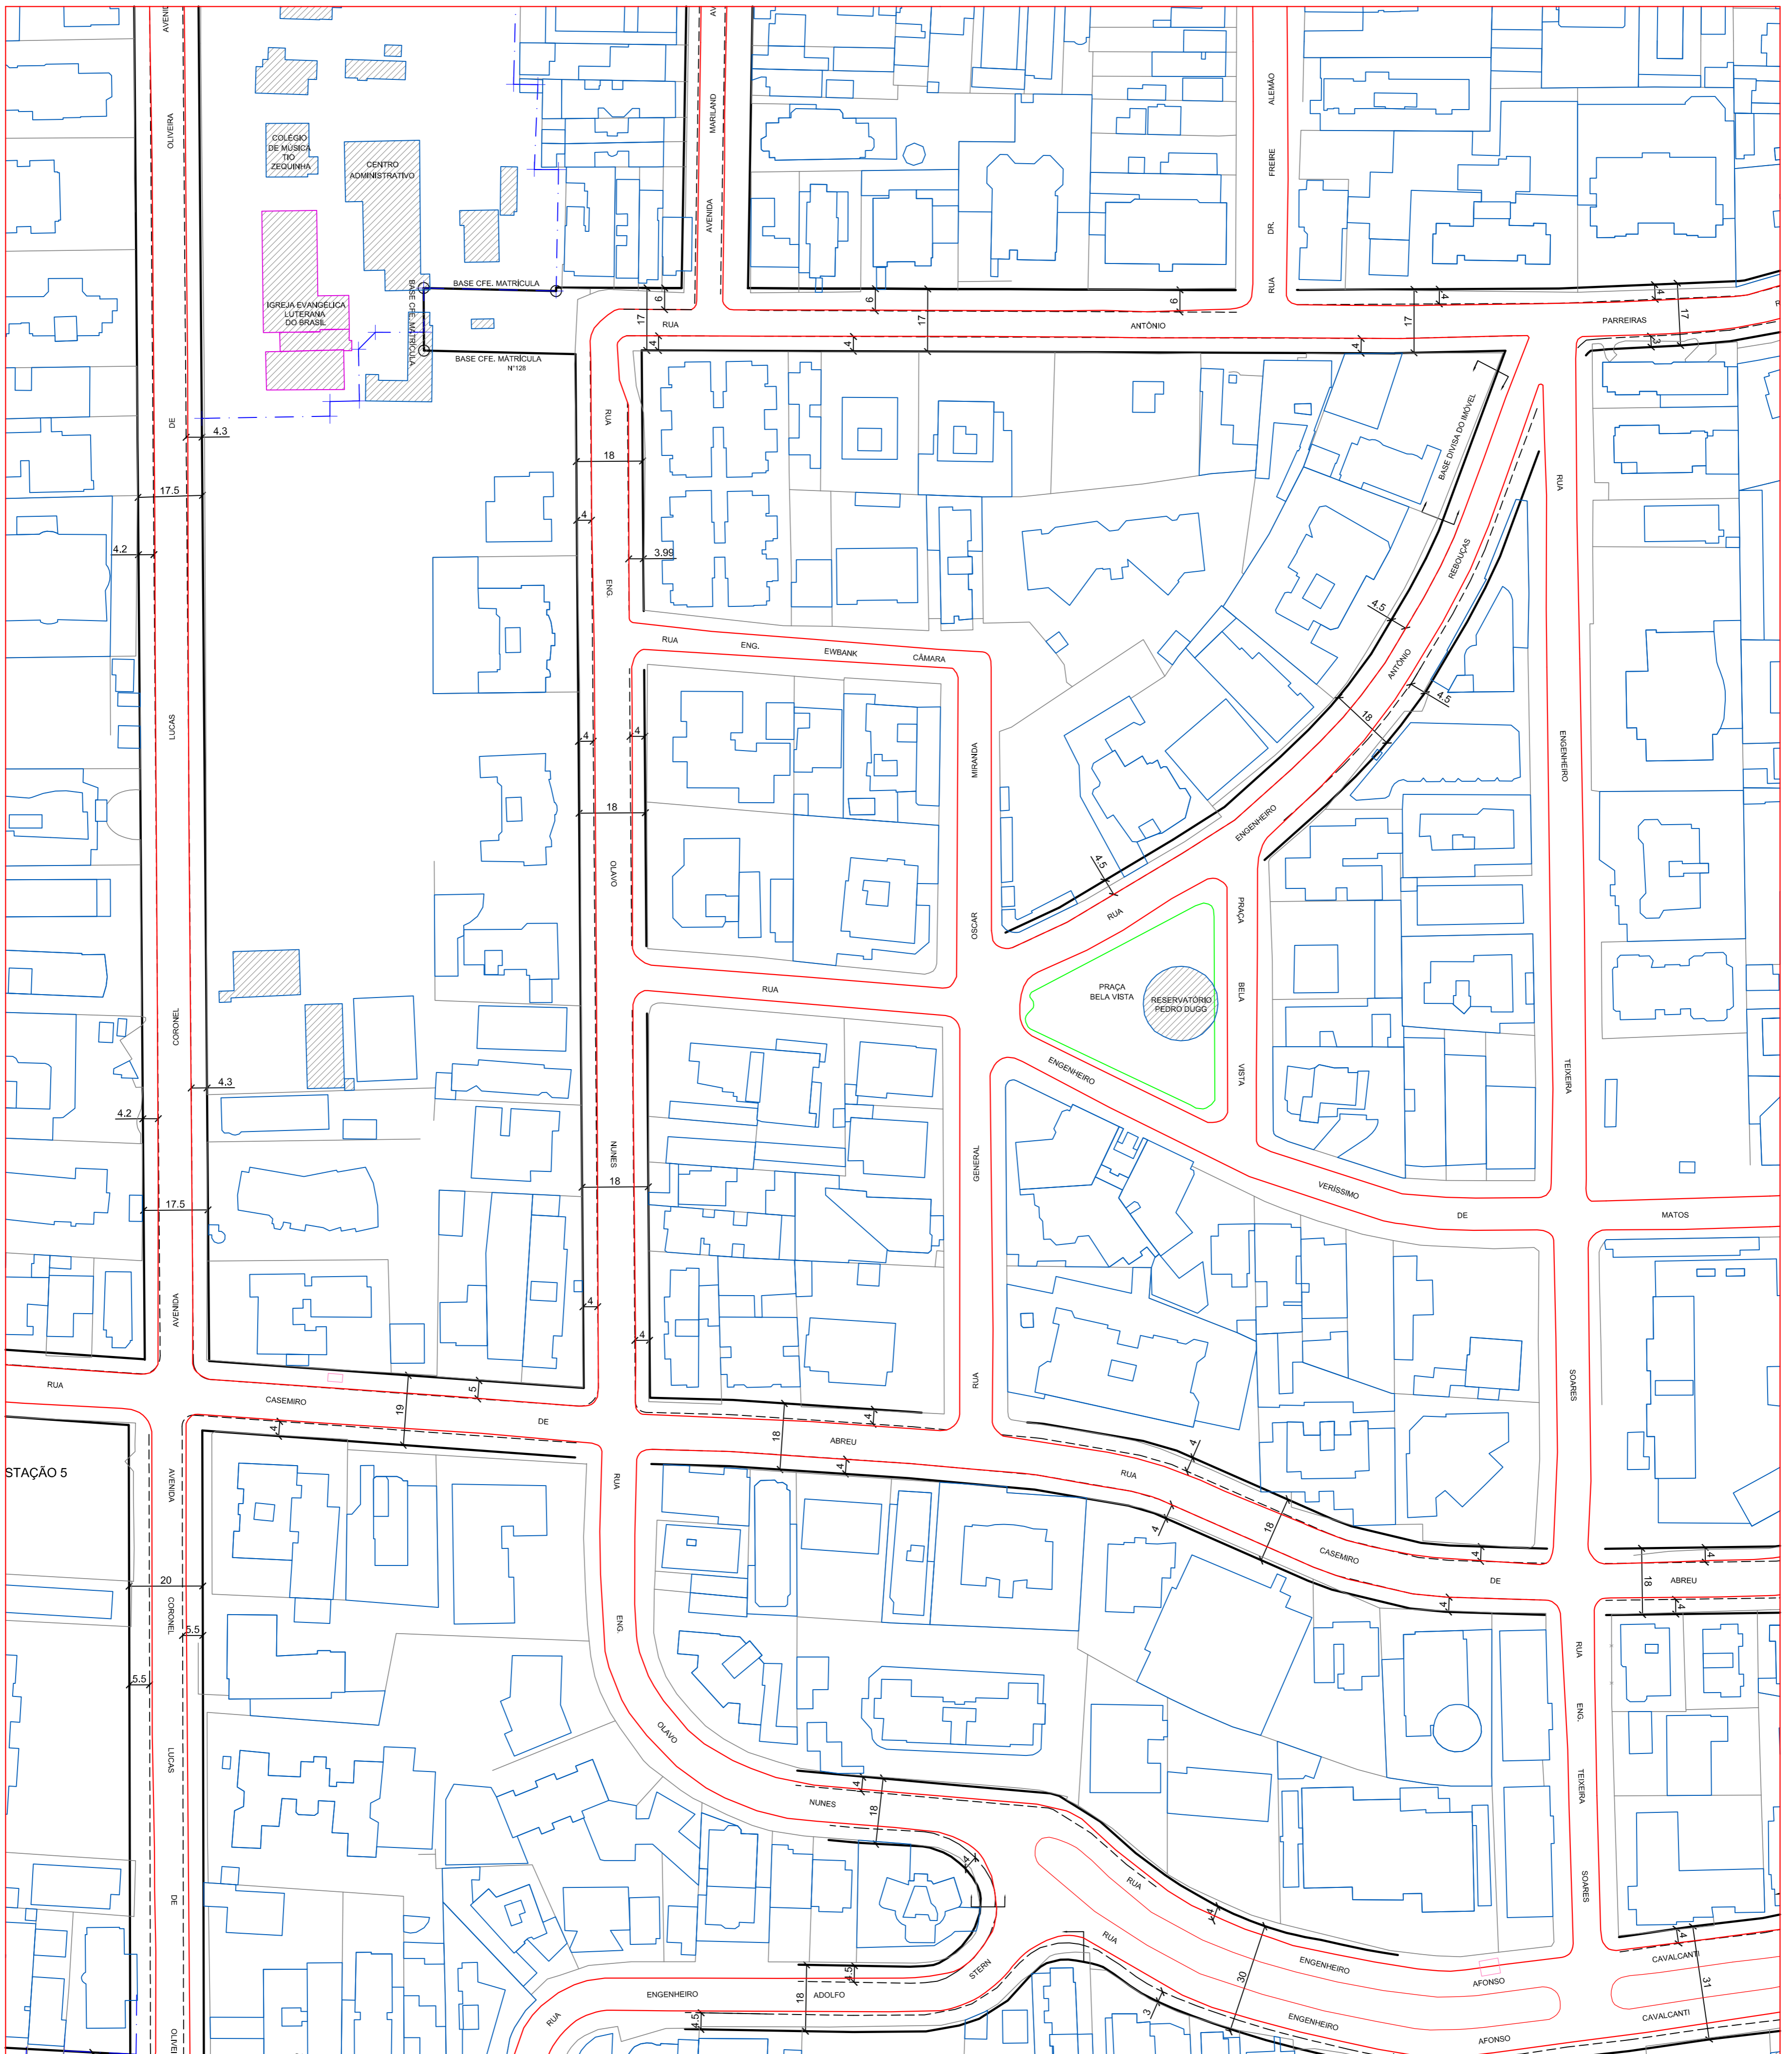 AVENID
OLIVEIRA
DE
LUCAS
CORONEL
AVENIDA
COLÉGIO
DE MÚSICA
TIO
ZEQUINHA
CENTRO
ADMINISTRATIVO
IGREJA EVANGÉLICA
LUTERANA
DO BRASIL
BASE CFE. MATRÍCULA
BASE CFE. MATRÍCULA
BASE CFE. MATRÍCULA
N°128
AV
MARILAND
AVENIDA
ALEMÃO
FREIRE
DR.
RUA
RUA
ANTÔNIO
PARREIRAS
R
17
6
6
6
17
17
17
4
4
4
4
4
3
4.3
17.5
4.2
18
4
3.99
RUA
ENG.
OLAVO
NUNES
BASE DIVISA DO IMÓVEL
REBOUÇAS
ANTÔNIO
ENGENHEIRO
RUA
4.5
4.5
18
4.5
RUA
ENGENHEIRO
TEIXEIRA
SOARES
RUA
ENG.
EWBANK
CÂMARA
4
4
18
MIRANDA
OSCAR
GENERAL
RUA
RUA
ENGENHEIRO
VERÍSSIMO
DE
MATOS
PRAÇA
BELA
VISTA
PRAÇA
BELA VISTA
RESERVATÓRIO
PEDRO DUGG
4.3
4.2
17.5
18
4
4
RUA
CASEMIRO
DE
ABREU
RUA
CASEMIRO
DE
ABREU
19
5
4
18
4
4
4
4
18
4
4
18
4
4
STAÇÃO 5
AVENIDA
CORONEL
LUCAS
DE
OLIVEI
20
5.5
5.5
RUA
ENG.
OLAVO
NUNES
4
18
4
RUA
4
RUA
ENG.
TEIXEIRA
SOARES
RUA
ENGENHEIRO
ADOLFO
STERN
4.5
18
4.5
RUA
ENGENHEIRO
AFONSO
CAVALCANTI
ENGENHEIRO
AFONSO
CAVALCANTI
3
30
4
31